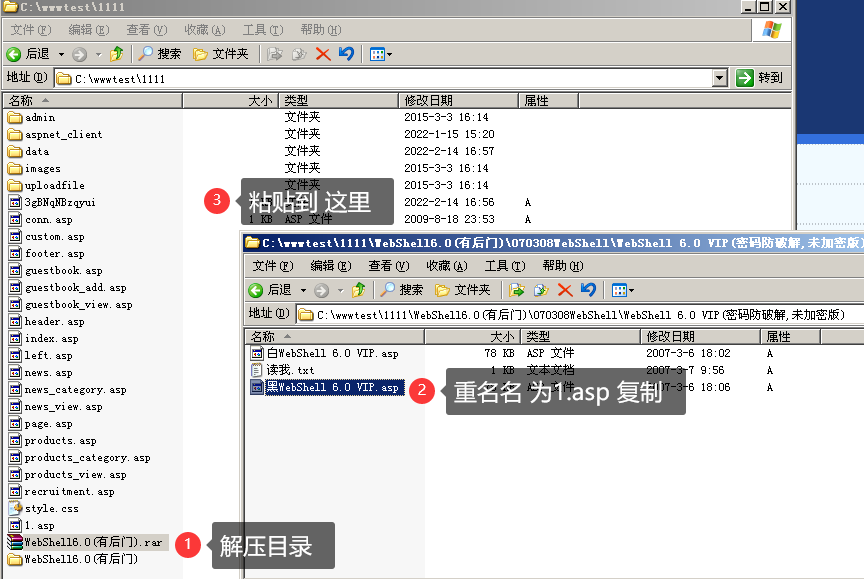 C:\wwwtest\1111
文件(F) 编辑(E) 查看(V) 收藏(A) 工具(T) 帮助(H)
后退 搜索 文件夹
地址(D) C:\wwwtest\1111 转到
名称 大小 类型 修改日期 属性
admin 文件夹 2015-3-3 16:14
aspnet_client 文件夹 2022-1-15 15:20
data 文件夹 2022-2-14 16:57
images 文件夹 2015-3-3 16:14
uploadfile 文件夹 2015-3-3 16:14
3gBNqNBzqyui 2022-2-14 16:56 A
3 粘贴到 这里
conn.asp 1 KB ASP 文件 2009-8-18 23:53 A
custom.asp
footer.asp
guestbook.asp
guestbook_add.asp
guestbook_view.asp
header.asp
index.asp
left.asp
news.asp
news_category.asp
news_view.asp
page.asp
products.asp
products_category.asp
products_view.asp
recruitment.asp
style.css
1.asp
WebShell6.0(有后门).rar
1 解压目录
WebShell6.0(有后门)
C:\wwwtest\1111\WebShell6.0(有后门)\070308WebShell\WebShell 6.0 VIP(密码防破解,未加密版)
文件(F) 编辑(E) 查看(V) 收藏(A) 工具(T) 帮助(H)
后退 搜索 文件夹
地址(D) C:\wwwtest\1111\WebShell6.0(有后门)\070308WebShell\WebShell 6.0 VIP(密码防破解,未加密版)
名称 大小 类型 修改日期 属性
白WebShell 6.0 VIP.asp 78 KB ASP 文件 2007-3-6 18:02 A
读我.txt 1 KB 文本文档 2007-3-7 9:56 A
黑WebShell 6.0 VIP.asp 文件 2007-3-6 18:06 A
2 重名名 为1.asp 复制